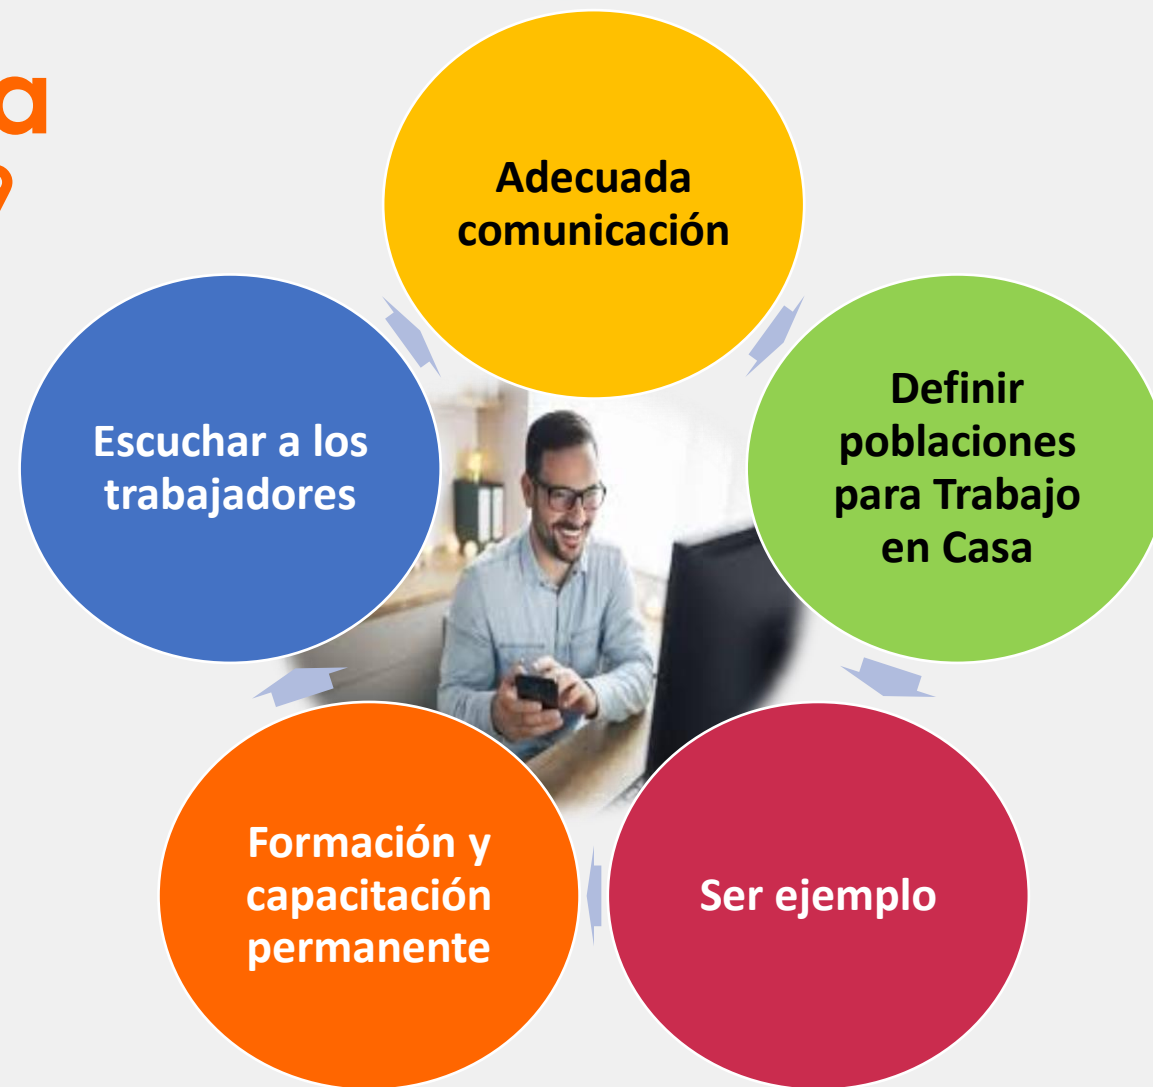 a
?
Adecuada
comunicación
Definir
poblaciones
para Trabajo
en Casa
Ser ejemplo
Formación y
capacitación
permanente
Escuchar a los
trabajadores